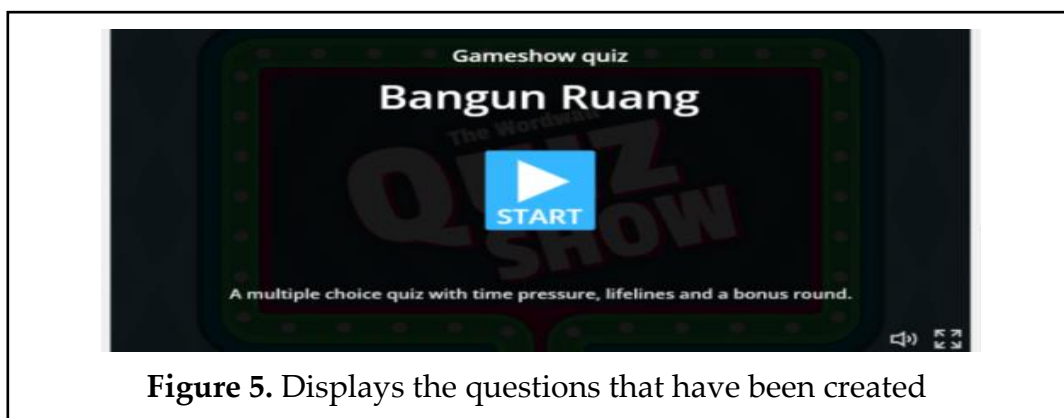 Gameshow quiz
Bangun Ruang
The Wordwall
QUIZ
SHOW
START
A multiple choice quiz with time pressure, lifelines and a bonus round.
Figure 5. Displays the questions that have been created